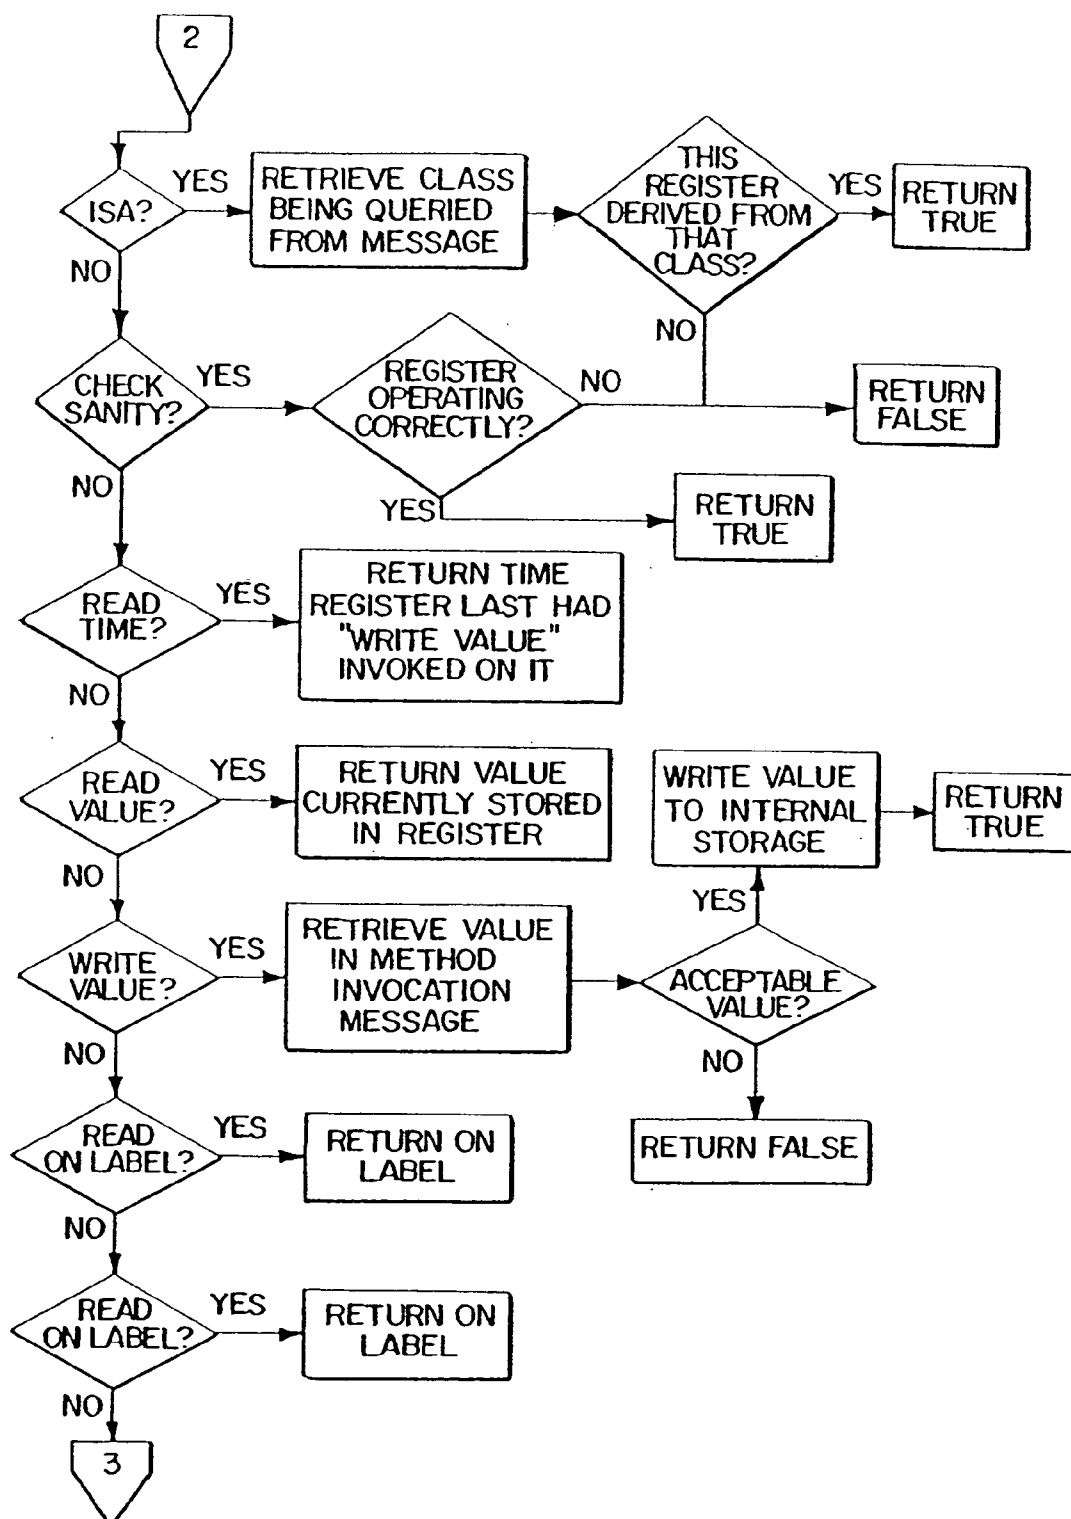 2
ISA?
YES
RETRIEVE CLASS
BEING QUERIED
FROM MESSAGE
THIS
REGISTER
DERIVED FROM
THAT
CLASS?
YES
RETURN
TRUE
NO
NO
CHECK
SANITY?
YES
REGISTER
OPERATING
CORRECTLY?
NO
RETURN
FALSE
NO
YES
RETURN
TRUE
READ
TIME?
YES
RETURN TIME
REGISTER LAST HAD
"WRITE VALUE"
INVOKED ON IT
NO
READ
VALUE?
YES
RETURN VALUE
CURRENTLY STORED
IN REGISTER
WRITE VALUE
TO INTERNAL
STORAGE
RETURN
TRUE
NO
YES
WRITE
VALUE?
YES
RETRIEVE VALUE
IN METHOD
INVOCATION
MESSAGE
ACCEPTABLE
VALUE?
NO
NO
RETURN FALSE
READ
ON LABEL?
YES
RETURN ON
LABEL
NO
READ
ON LABEL?
YES
RETURN ON
LABEL
NO
3